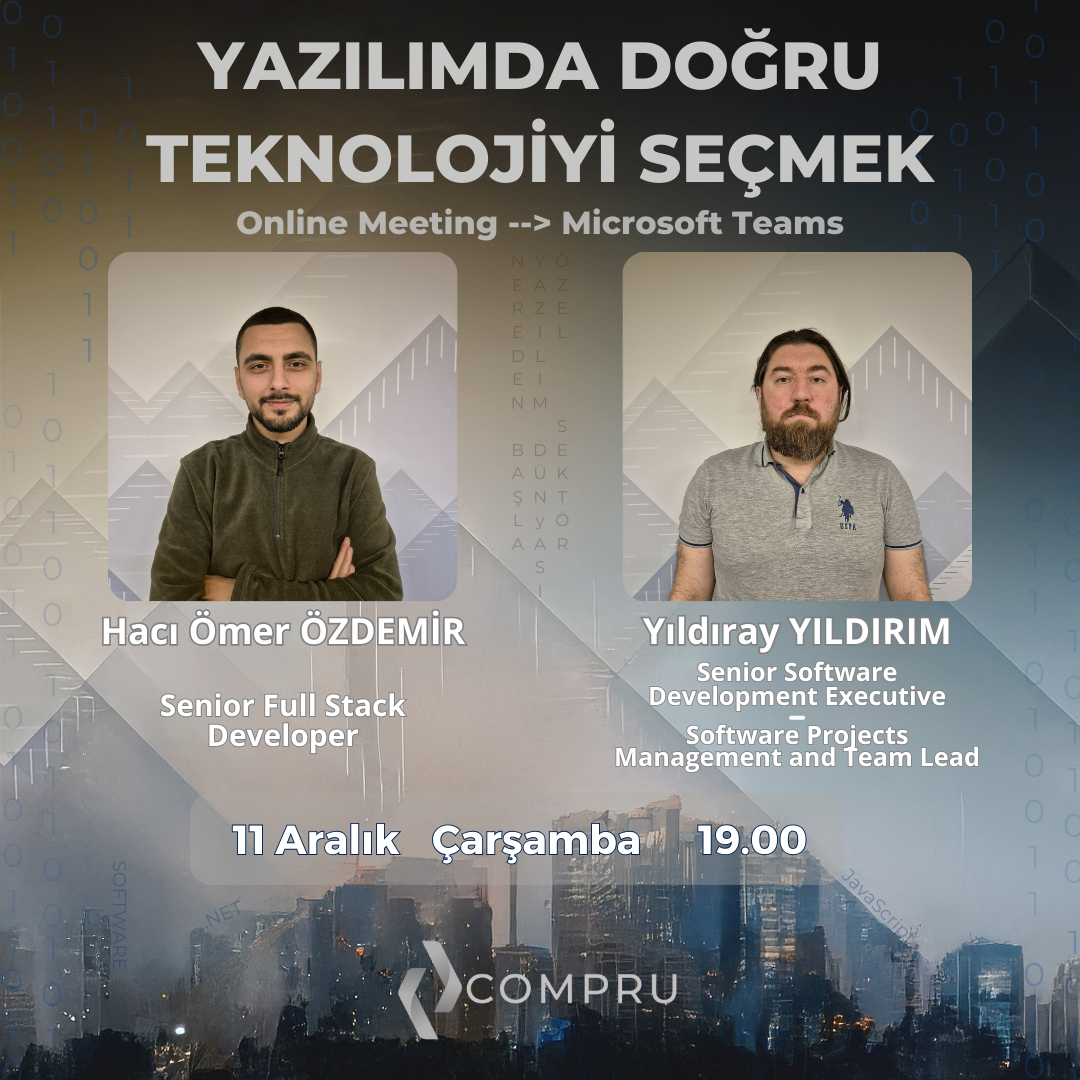 YAZILIMDA DOĞRU
TEKNOLOJİYİ SEÇMEK
Online Meeting --> Microsoft Teams
NEREDEN BAŞLA
YAZILIM DÜNyASI
ÖZEL SEKTÖR
USPA
Hacı Ömer ÖZDEMİR
Senior Full Stack
Developer
Yıldıray YILDIRIM
Senior Software
Development Executive
–
Software Projects
Management and Team Lead
11 Aralık Çarşamba 19.00
SOFTWARE
.NET
JavaScript
COMPRU